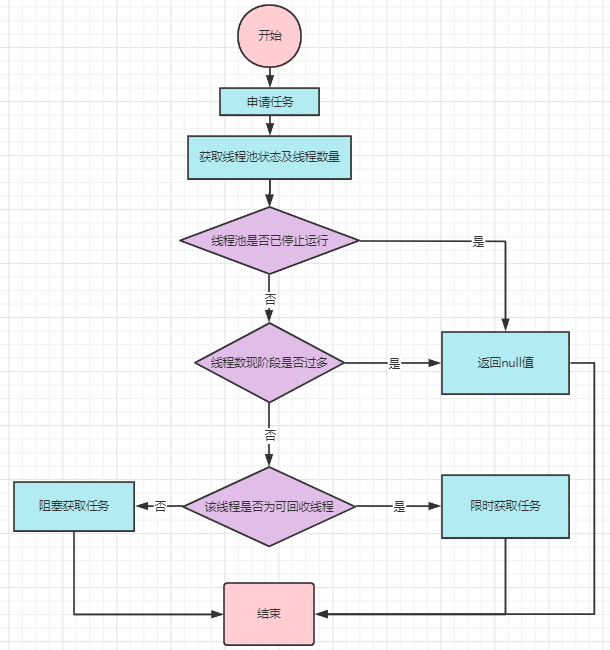 开始
申请任务
获取线程池状态及线程数量
线程池是否已停止运行
是
否
线程数现阶段是否过多
是
返回null值
否
阻塞获取任务
否
该线程是否为可回收线程
是
限时获取任务
结束